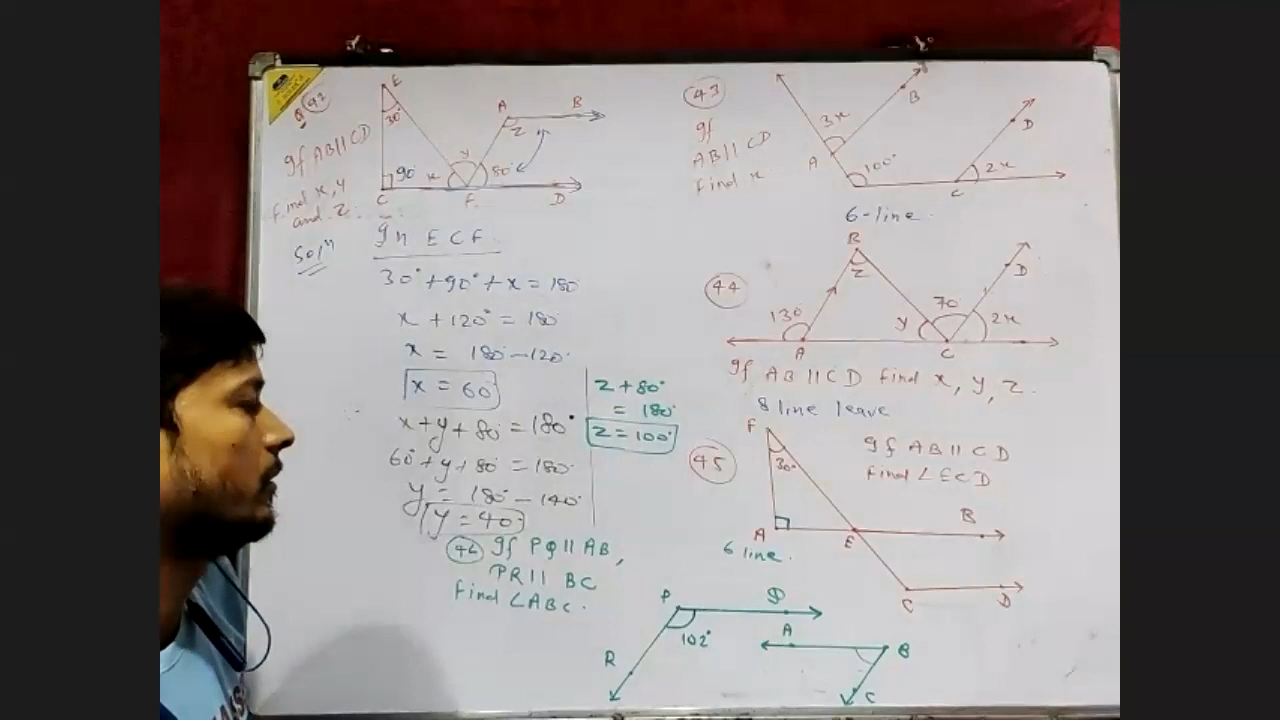 Q 42
E
30°
A
B
z
If AB || CD
find x, y
and z.
90°
x
y
80°
C
F
D
Soln
In ECF
30° + 90° + x = 180°
x + 120° = 180°
x = 180° - 120°
x = 60°
x + y + 80° = 180°
60° + y + 80° = 180°
y = 180° - 140°
y = 40°
z + 80°
= 180°
z = 100°
43
If
AB || CD
find x
3x
B
A
100°
D
2x
C
6-line.
44
B
z
D
130°
y
70°
2x
A
C
If AB || CD find x, y, z.
8 line leave
45
F
30°
If AB || CD
find ∠ECD
A
E
B
C
D
6 line.
46 If PQ || AB,
PR || BC
find ∠ABC.
P
102°
R
A
B
C